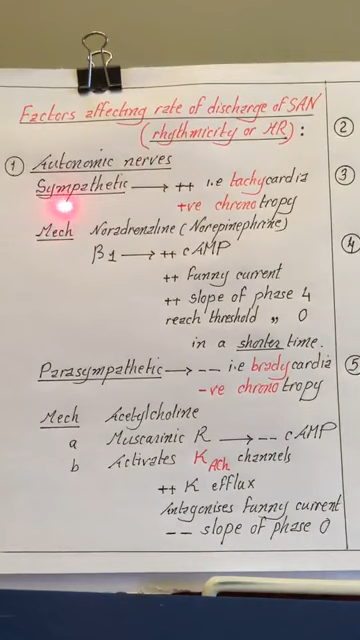 Factors affecting rate of discharge of SAN
(rhythmicity or HR):
① Autonomic nerves
Sympathetic → ++ i.e tachycardia
+ve chronotropy
Mech Noradrenaline (Norepinephrine)
β1 → ++ cAMP
++ funny current
++ slope of phase 4
reach threshold ,, 0
in a shorter time.
Parasympathetic → -- i.e bradycardia
-ve chronotropy
Mech Acetylcholine
a Muscarinic R → -- cAMP
b Activates K ACh channels
++ K efflux
Antagonises funny current
-- slope of phase 0
②
③
④
⑤